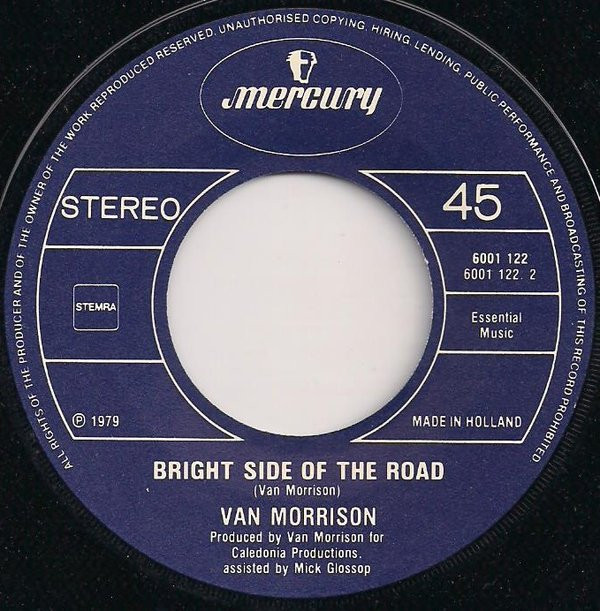 ALL RIGHTS OF THE PRODUCER AND OF THE OWNER OF THE WORK REPRODUCED RESERVED. UNAUTHORISED COPYING, HIRING, LENDING, PUBLIC PERFORMANCE AND BROADCASTING OF THIS RECORD PROHIBITED
mercury
STEREO
45
6001 122
6001 122. 2
STEMRA
Essential
Music
℗ 1979
MADE IN HOLLAND
BRIGHT SIDE OF THE ROAD
(Van Morrison)
VAN MORRISON
Produced by Van Morrison for
Caledonia Productions,
assisted by Mick Glossop